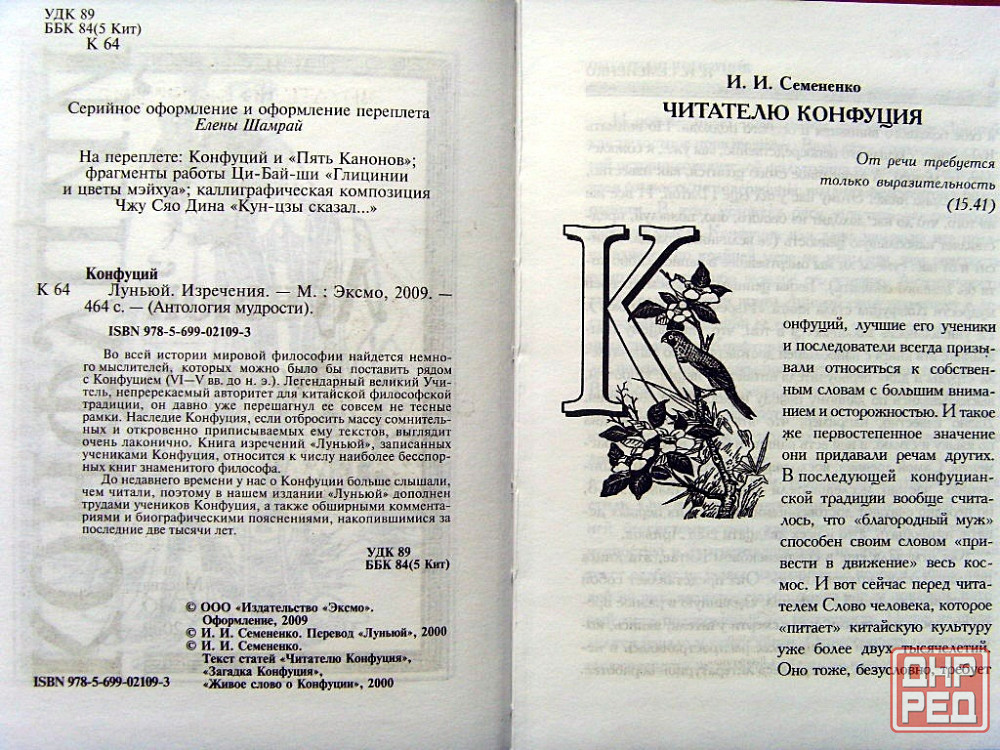 УДК 89
ББК 84(5 Кит)
К 64
Серийное оформление и оформление переплета
Елены Шамрай
На переплете: Конфуций и «Пять Канонов»;
фрагменты работы Ци-Бай-ши «Глицинии
и цветы мэйхуа»; каллиграфическая композиция
Чжу Сяо Дина «Кун-цзы сказал...»
Конфуций
К 64 Луньюй. Изречения. — М. : Эксмо, 2009. —
464 с. — (Антология мудрости).
ISBN 978-5-699-02109-3
Во всей истории мировой философии найдется немно-
го мыслителей, которых можно было бы поставить рядом
с Конфуцием (VI—V вв. до н. э.). Легендарный великий Учи-
тель, непререкаемый авторитет для китайской философской
традиции, он давно уже перешагнул ее совсем не тесные
рамки. Наследие Конфуция, если отбросить массу сомнитель-
ных и откровенно приписываемых ему текстов, выглядит
очень лаконично. Книга изречений «Луньюй», записанных
учениками Конфуция, относится к числу наиболее бесспор-
ных книг знаменитого философа.
До недавнего времени у нас о Конфуции больше слышали,
чем читали, поэтому в нашем издании «Луньюй» дополнен
трудами учеников Конфуция, а также обширными коммента-
риями и биографическими пояснениями, накопившимися за
последние две тысячи лет.
УДК 89
ББК 84(5 Кит)
© ООО «Издательство «Эксмо».
Оформление, 2009
© И. И. Семененко. Перевод «Луньюй», 2000
© И. И. Семененко.
Текст статей «Читателю Конфуция»,
«Загадка Конфуция»,
ISBN 978-5-699-02109-3 «Живое слово о Конфуции», 2000
И. И. Семененко
ЧИТАТЕЛЮ КОНФУЦИЯ
От речи требуется
только выразительность
(15.41)
К
онфуций, лучшие его ученики
и последователи всегда призы-
вали относиться к собствен-
ным словам с большим внима-
нием и осторожностью. И такое
же первостепенное значение
они придавали речам других.
В последующей конфуциан-
ской традиции вообще счита-
лось, что «благородный муж»
способен своим словом «при-
вести в движение» весь кос-
мос. И вот сейчас перед чита-
телем Слово человека, которое
«питает» китайскую культуру
уже более двух тысячелетий.
Оно тоже, безусловно, требует
ДНР
РЕД